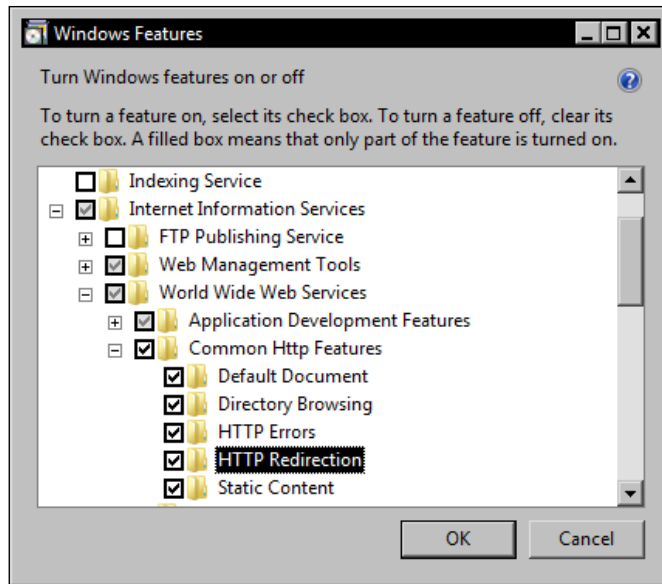 Windows Features
Turn Windows features on or off
To turn a feature on, select its check box. To turn a feature off, clear its
check box. A filled box means that only part of the feature is turned on.
Indexing Service
Internet Information Services
FTP Publishing Service
Web Management Tools
World Wide Web Services
Application Development Features
Common Http Features
Default Document
Directory Browsing
HTTP Errors
HTTP Redirection
Static Content
OK Cancel